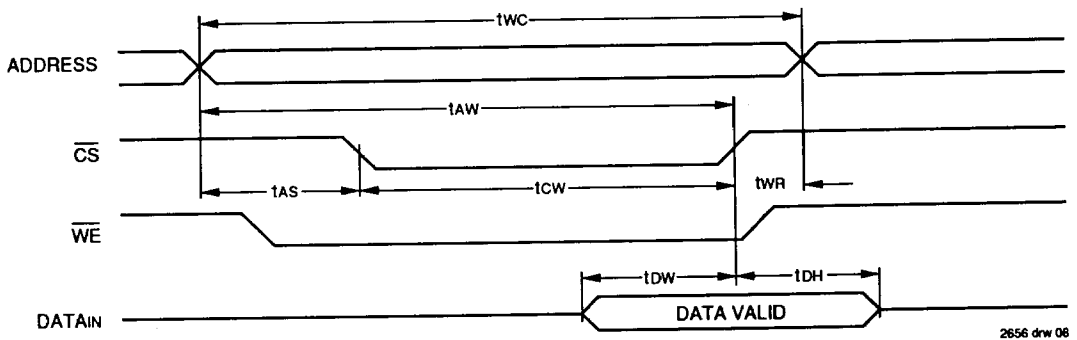 tWC
ADDRESS
tAW
CS
tAS
tCW
tWR
WE
tDW
tDH
DATAIN
DATA VALID
2656 drw 08